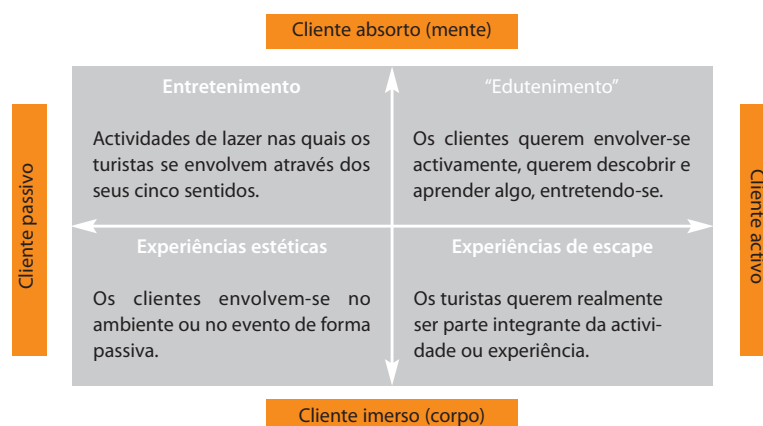 Cliente absorto (mente)
Entretenimento
Actividades de lazer nas quais os
turistas se envolvem através dos
seus cinco sentidos.
“Edutenimento”
Os clientes querem envolver-se
activamente, querem descobrir e
aprender algo, entretendo-se.
Cliente passivo
Cliente activo
Experiências estéticas
Os clientes envolvem-se no
ambiente ou no evento de forma
passiva.
Experiências de escape
Os turistas querem realmente
ser parte integrante da activi-
dade ou experiência.
Cliente imerso (corpo)